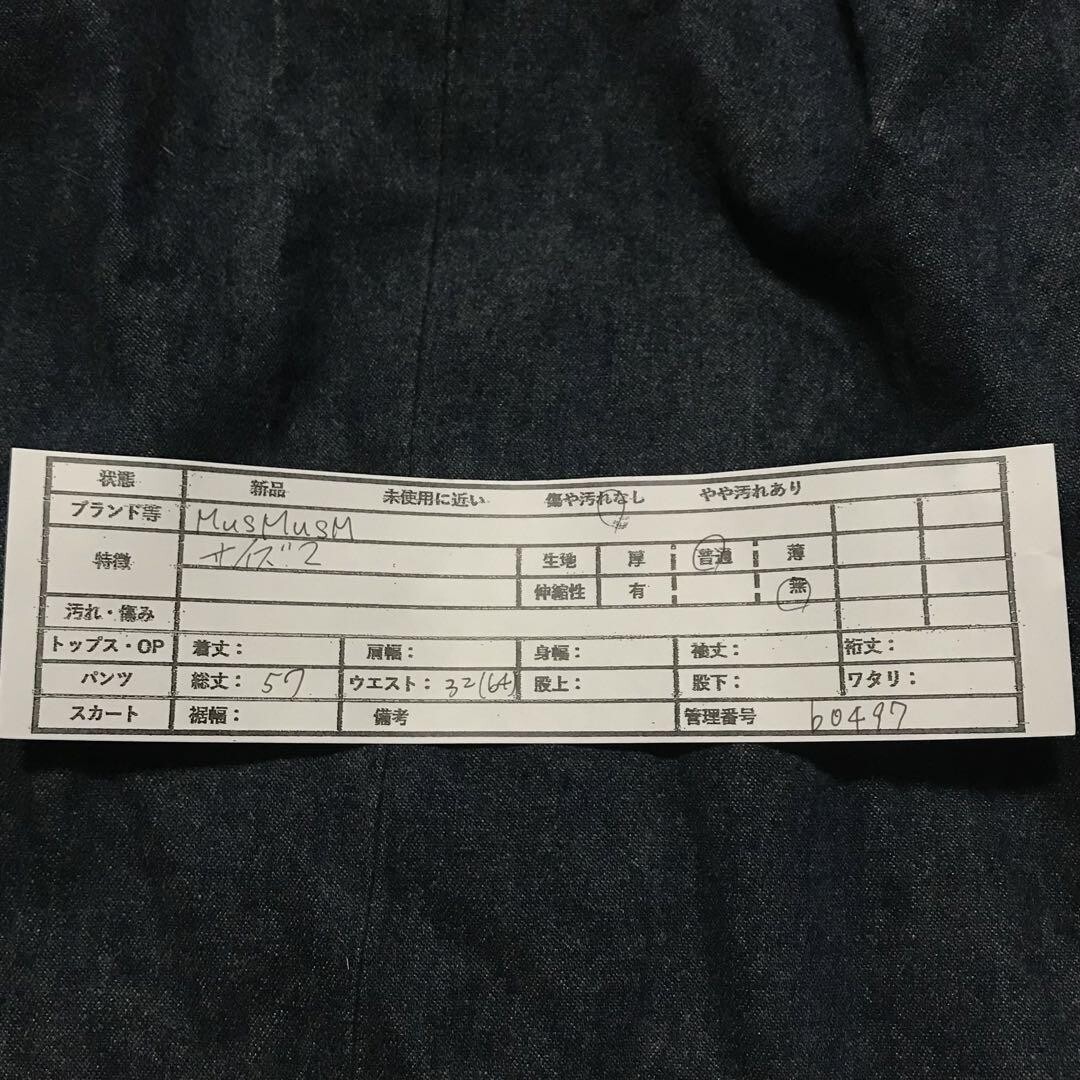 状態 新品 未使用に近い 傷や汚れなし やや汚れあり
ブランド等 MusMusM
特徴 サイズ2 生地 厚 普通 薄
伸縮性 有 無
汚れ・傷み
トップス・OP 着丈： 肩幅： 身幅： 袖丈： 裄丈：
パンツ 総丈：57 ウエスト：32(64) 股上： 股下： ワタリ：
スカート 裾幅： 備考 管理番号 b0497